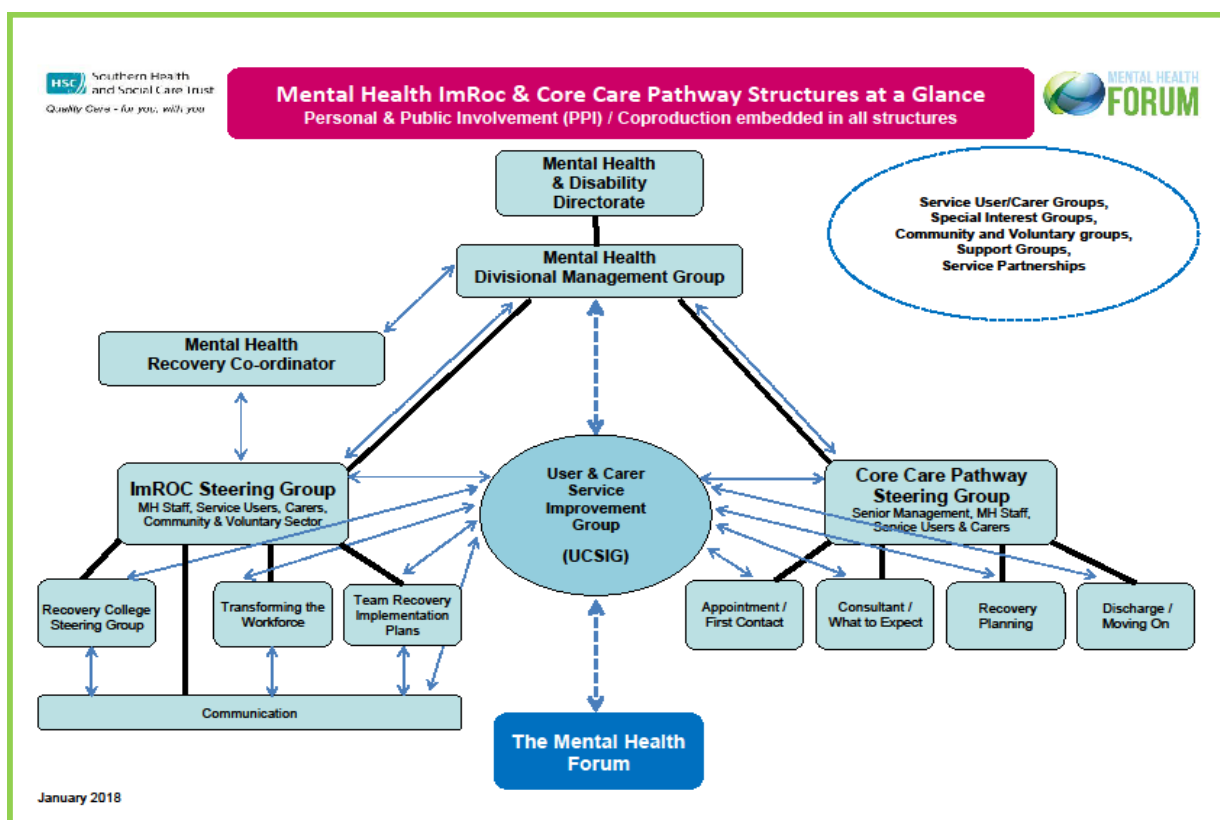 HSC Southern Health
and Social Care Trust
Quality Care - for you, with you
Mental Health ImRoc & Core Care Pathway Structures at a Glance
Personal & Public Involvement (PPI) / Coproduction embedded in all structures
MENTAL HEALTH
FORUM
Mental Health
& Disability
Directorate
Service User/Carer Groups,
Special Interest Groups,
Community and Voluntary groups,
Support Groups,
Service Partnerships
Mental Health
Divisional Management Group
Mental Health
Recovery Co-ordinator
ImROC Steering Group
MH Staff, Service Users, Carers,
Community & Voluntary Sector
User & Carer
Service
Improvement
Group
(UCSIG)
Core Care Pathway
Steering Group
Senior Management, MH Staff,
Service Users & Carers
Recovery College
Steering Group
Transforming the
Workforce
Team Recovery
Implementation
Plans
Appointment /
First Contact
Consultant /
What to Expect
Recovery
Planning
Discharge /
Moving On
Communication
The Mental Health
Forum
January 2018